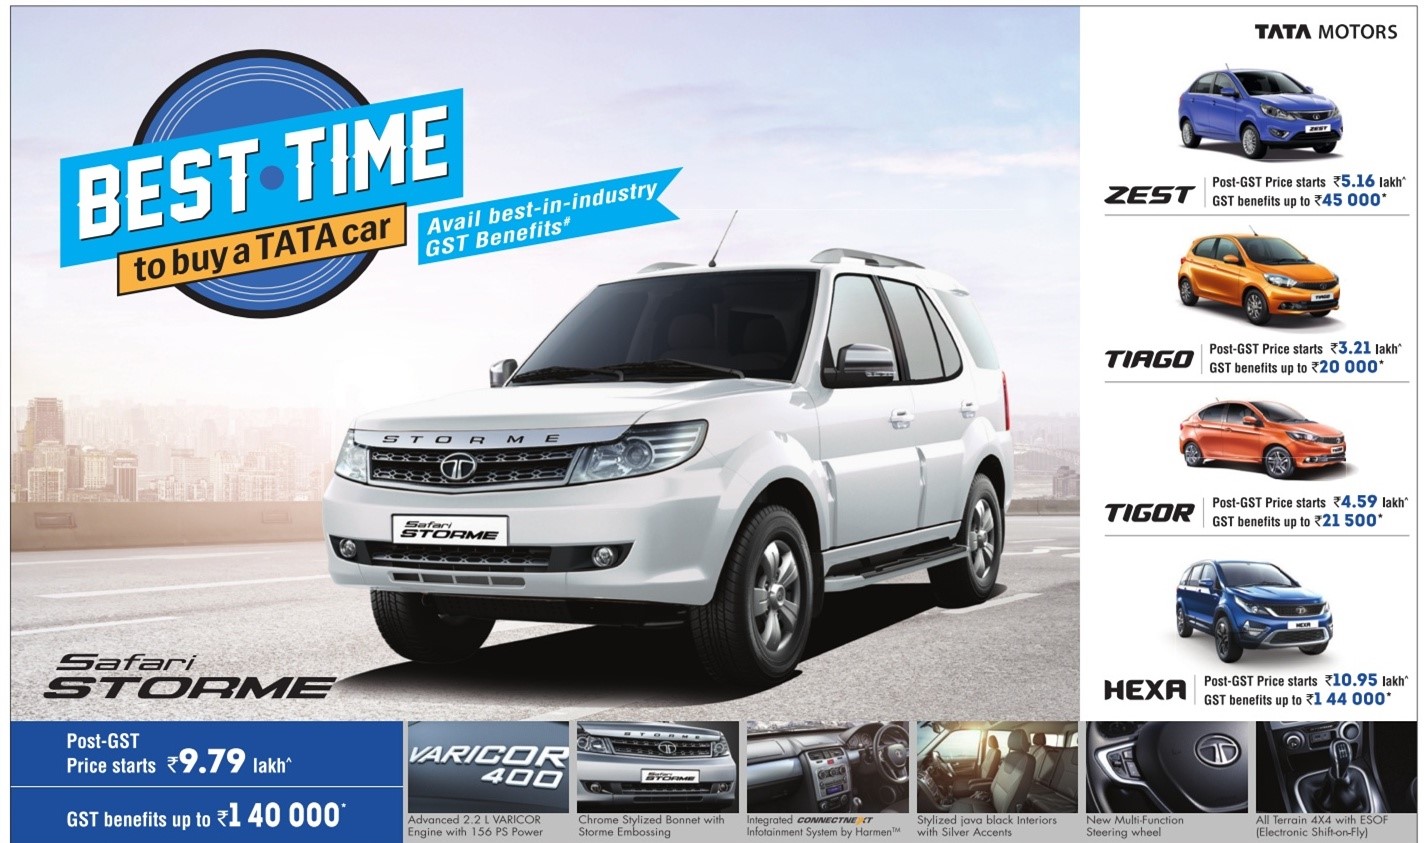 TATA MOTORS
BEST TIME
to buy a TATA car
Avail best-in-industry
GST Benefits#
STORME
Safari
STORME
Safari
STORME
Post-GST
Price starts ₹9.79 lakh^
GST benefits up to ₹1 40 000*
ZEST
ZEST
Post-GST Price starts ₹5.16 lakh^
GST benefits up to ₹45 000*
TIAGO
TIAGO
Post-GST Price starts ₹3.21 lakh^
GST benefits up to ₹20 000*
TIGOR
Post-GST Price starts ₹4.59 lakh^
GST benefits up to ₹21 500*
HEXA
HEXA
Post-GST Price starts ₹10.95 lakh^
GST benefits up to ₹1 44 000*
VARICOR
400
Advanced 2.2 L VARICOR
Engine with 156 PS Power
STORME
Safari
STORME
Chrome Stylized Bonnet with
Storme Embossing
Integrated CONNECTNEXT
Infotainment System by Harmen™
Stylized java black Interiors
with Silver Accents
New Multi-Function
Steering wheel
All Terrain 4X4 with ESOF
(Electronic Shift-on-Fly)